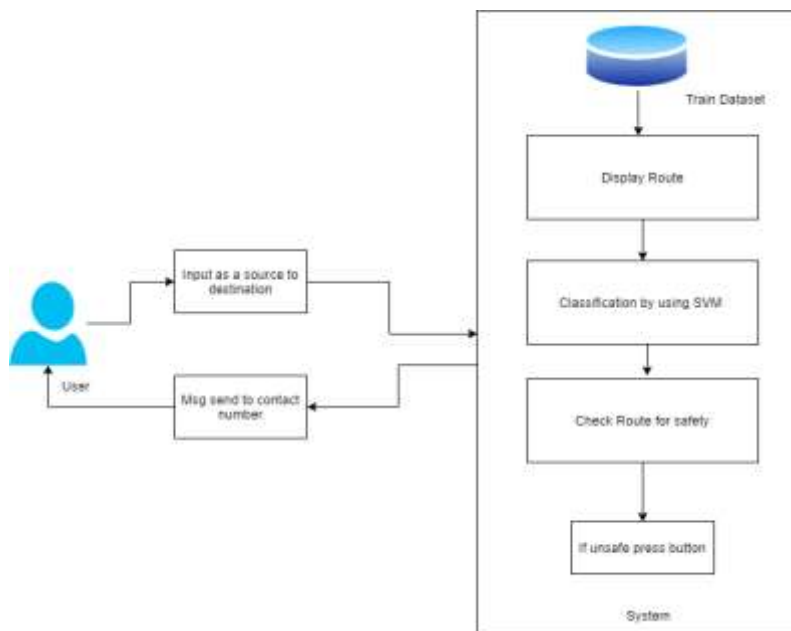 Train Dataset
Display Route
Input as a source to
destination
Classification by using SVM
User
Msg send to contact
number
Check Route for safety
If unsafe press button
System